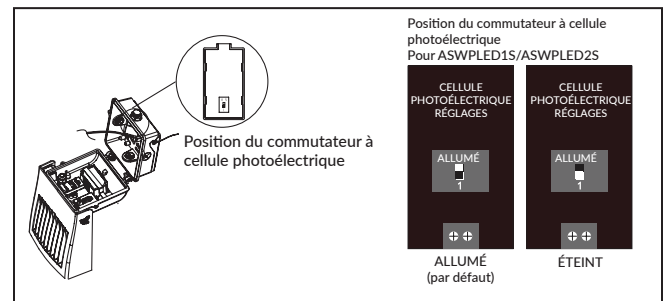 Position du commutateur à
cellule photoélectrique
Position du commutateur à cellule
photoélectrique
Pour ASWPLED1S/ASWPLED2S
CELLULE
PHOTOÉLECTRIQUE
RÉGLAGES
ALLUMÉ
1
ALLUMÉ
(par défaut)
CELLULE
PHOTOÉLECTRIQUE
RÉGLAGES
ALLUMÉ
1
ÉTEINT